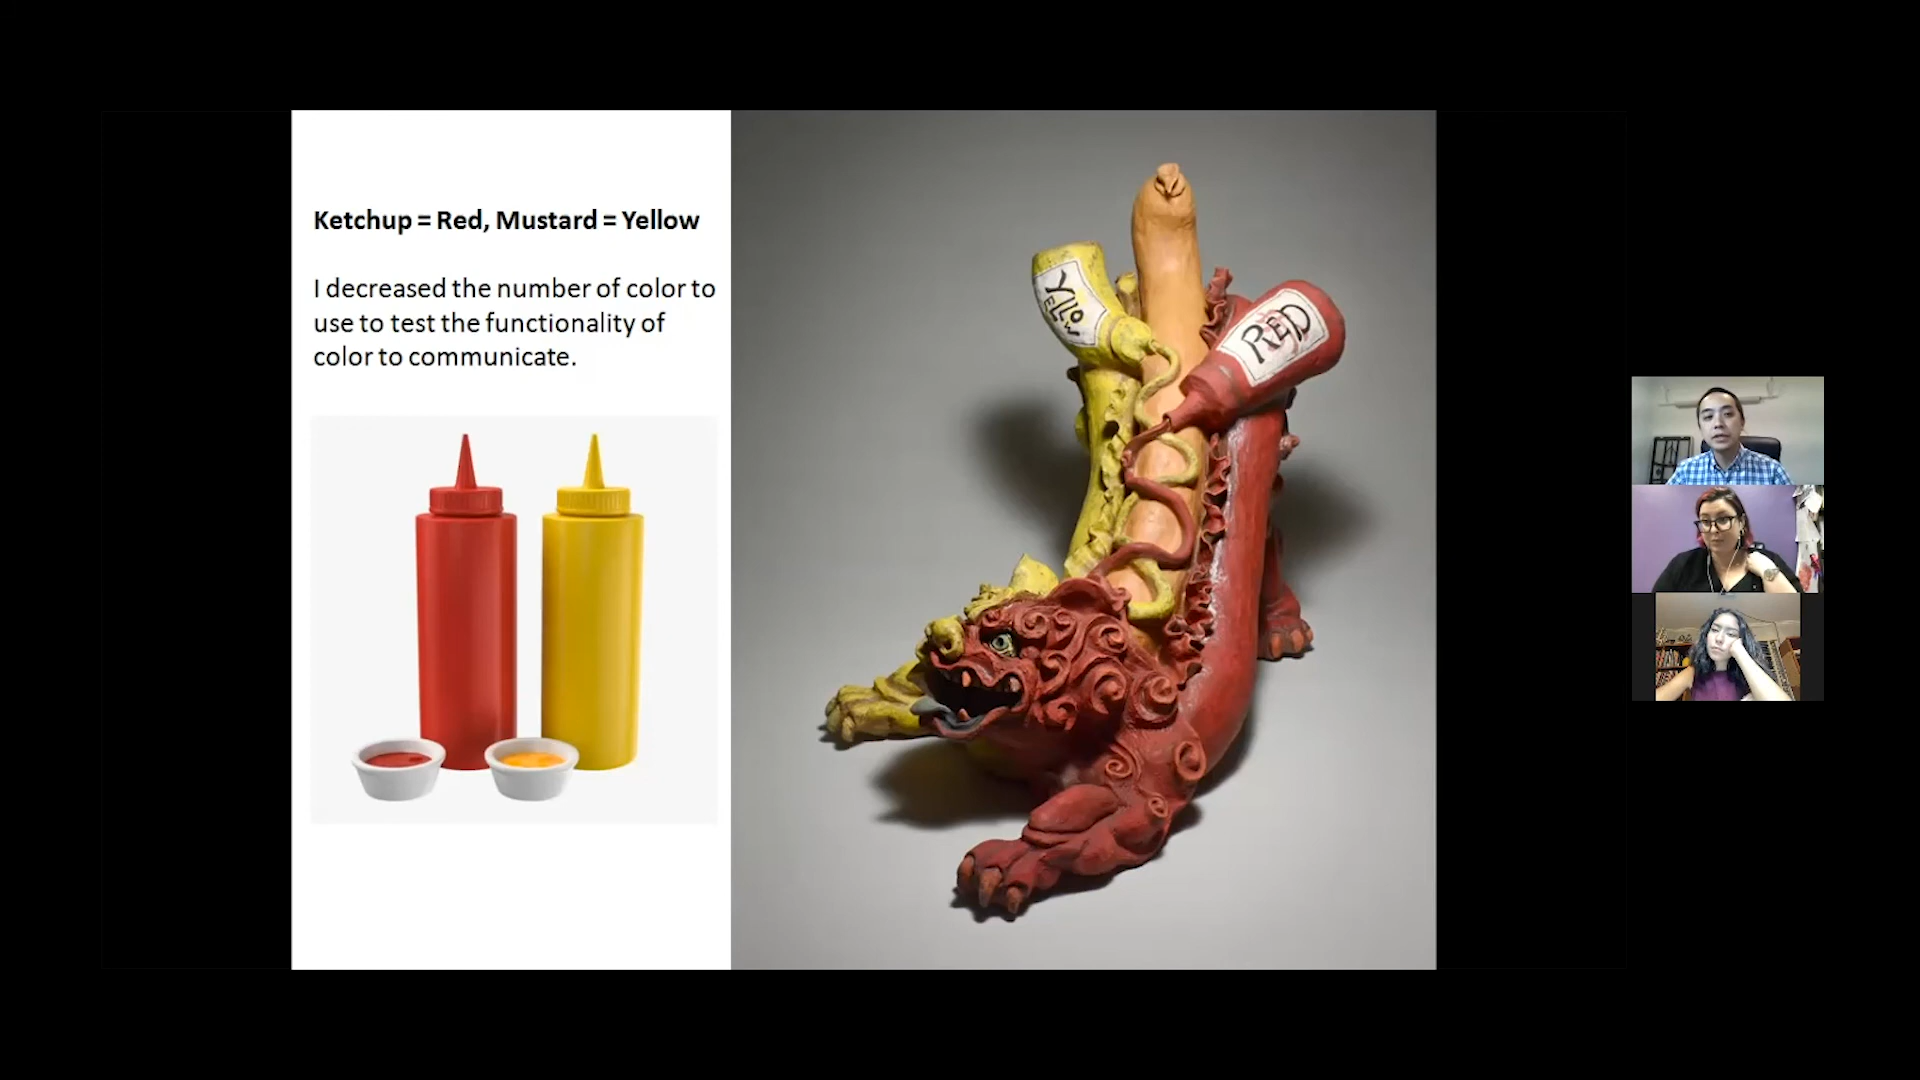 Ketchup = Red, Mustard = Yellow
I decreased the number of color to
use to test the functionality of
color to communicate.
YELLOW
RED